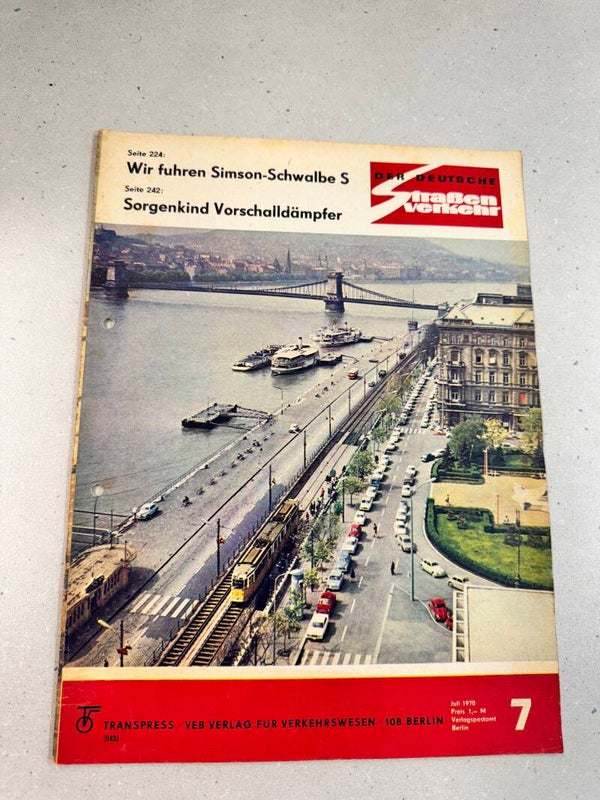 Seite 224:
Wir fuhren Simson-Schwalbe S
Seite 242:
Sorgenkind Vorschalldämpfer
DER DEUTSCHE
Straßen
verkehr
TRANSPRESS · VEB VERLAG FÜR VERKEHRSWESEN · 108 BERLIN
31433
Juli 1970
Preis 1,– M
Verlagspostamt
Berlin
7